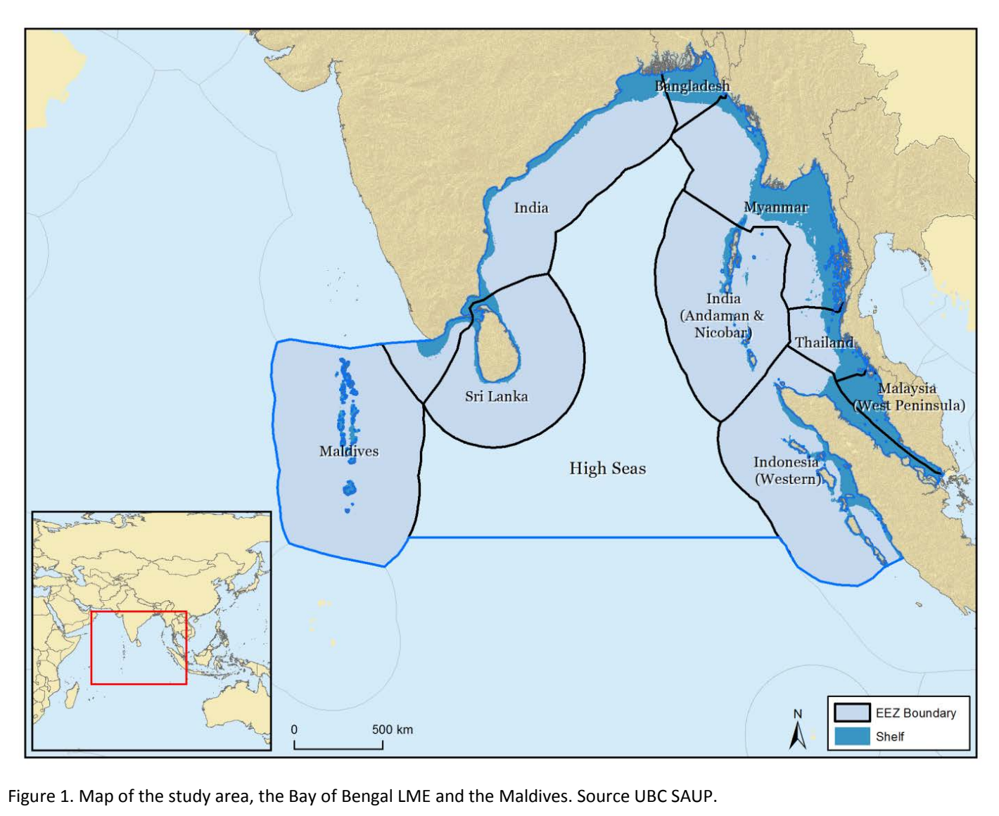 Bangladesh
India
Myanmar
India
(Andaman &
Nicobar)
Thailand
Malaysia
(West Peninsula)
Sri Lanka
Maldives
High Seas
Indonesia
(Western)
0 500 km
N
EEZ Boundary
Shelf
Figure 1. Map of the study area, the Bay of Bengal LME and the Maldives. Source UBC SAUP.